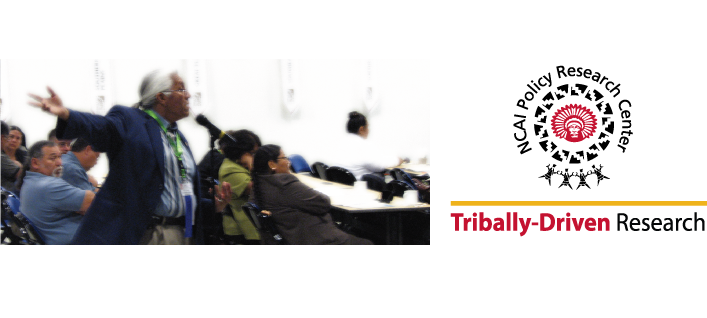 NCAI Policy Research Center
Tribally-Driven Research